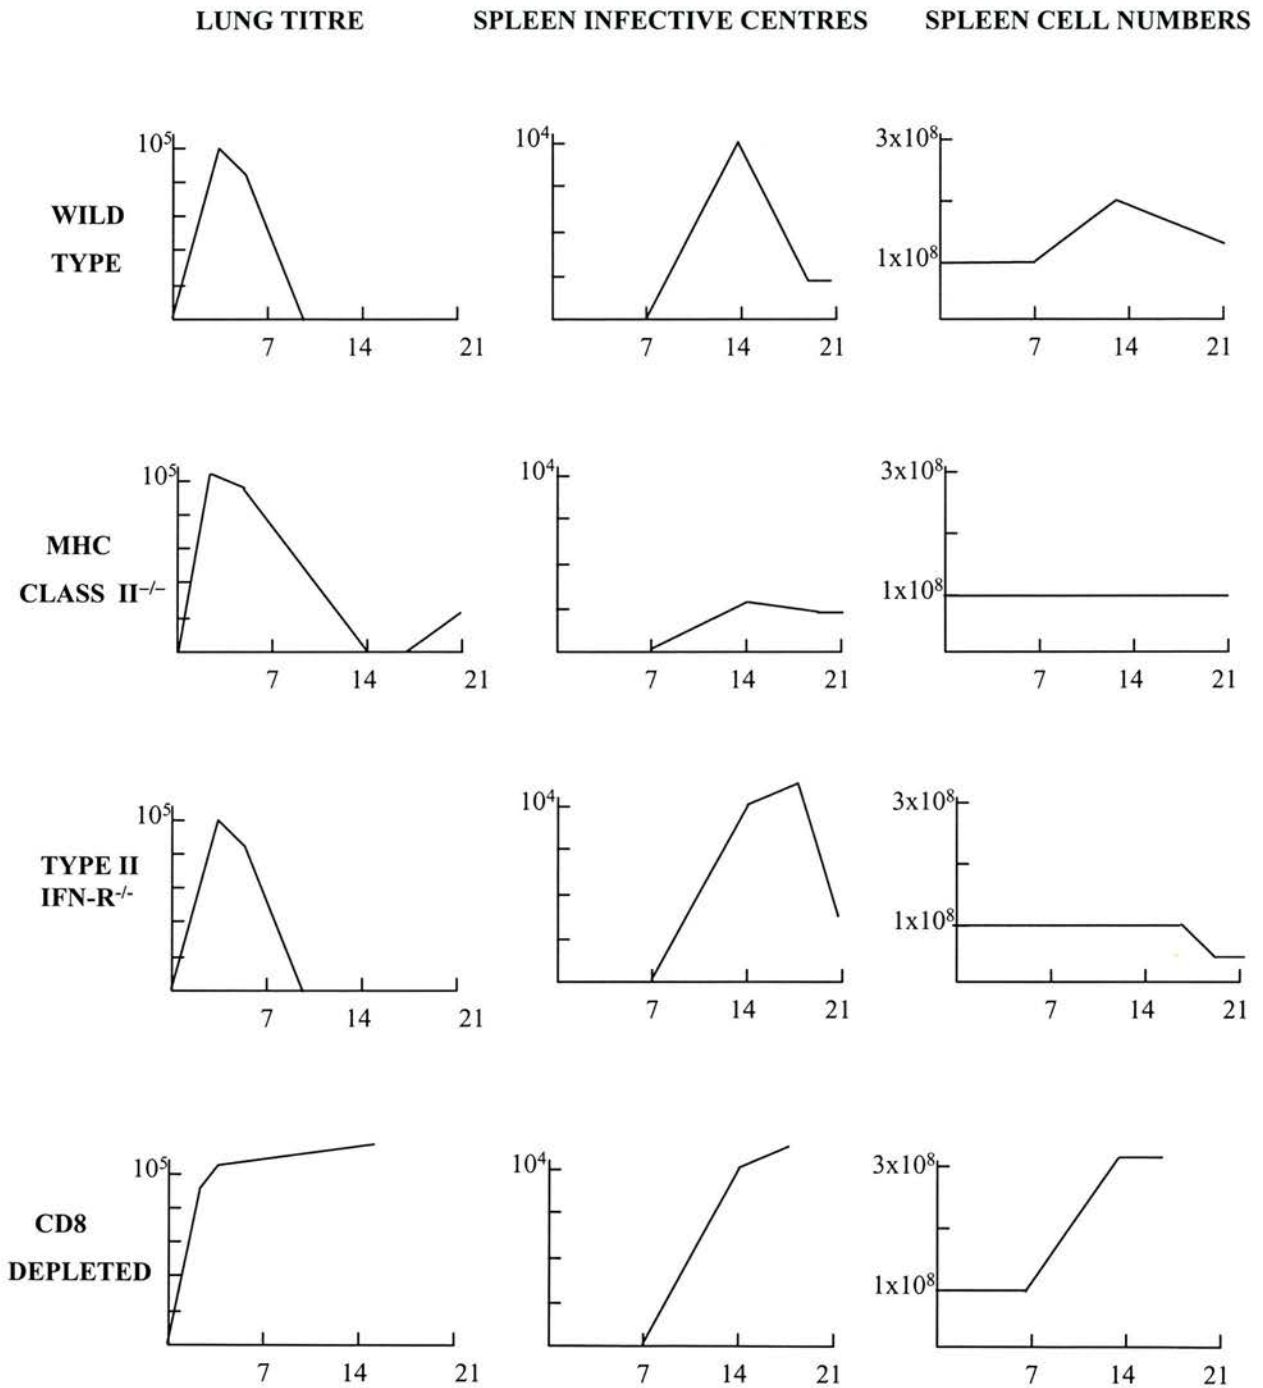 LUNG TITRE SPLEEN INFECTIVE CENTRES SPLEEN CELL NUMBERS
10⁵ 10⁴ 3x10⁸
WILD
TYPE
1x10⁸
7 14 21 7 14 21 7 14 21
10⁵ 10⁴ 3x10⁸
MHC
CLASS II⁻/⁻
1x10⁸
7 14 21 7 14 21 7 14 21
10⁵ 10⁴ 3x10⁸
TYPE II
IFN-R⁻/⁻
1x10⁸
7 14 21 7 14 21 7 14 21
10⁵ 10⁴ 3x10⁸
CD8
DEPLETED
1x10⁸
7 14 21 7 14 21 7 14 21